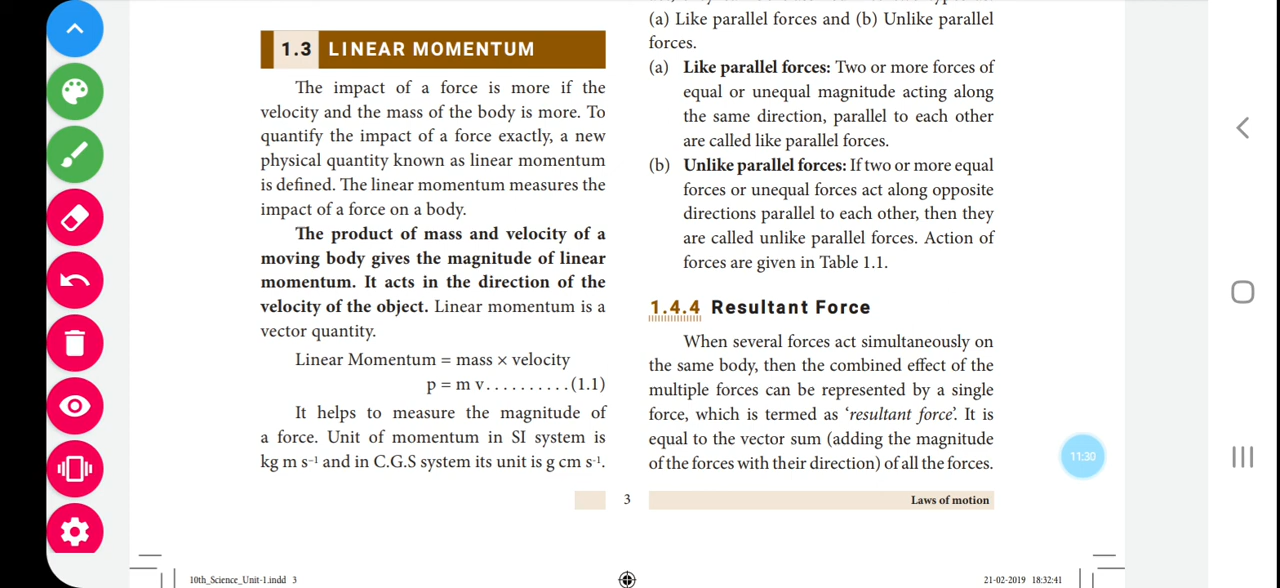 1.3 LINEAR MOMENTUM
The impact of a force is more if the
velocity and the mass of the body is more. To
quantify the impact of a force exactly, a new
physical quantity known as linear momentum
is defined. The linear momentum measures the
impact of a force on a body.
The product of mass and velocity of a
moving body gives the magnitude of linear
momentum. It acts in the direction of the
velocity of the object. Linear momentum is a
vector quantity.
Linear Momentum = mass × velocity
p = m v . . . . . . . . . . (1.1)
It helps to measure the magnitude of
a force. Unit of momentum in SI system is
kg m s⁻¹ and in C.G.S system its unit is g cm s⁻¹.
(a) Like parallel forces and (b) Unlike parallel
forces.
(a) Like parallel forces: Two or more forces of
equal or unequal magnitude acting along
the same direction, parallel to each other
are called like parallel forces.
(b) Unlike parallel forces: If two or more equal
forces or unequal forces act along opposite
directions parallel to each other, then they
are called unlike parallel forces. Action of
forces are given in Table 1.1.
1.4.4 Resultant Force
When several forces act simultaneously on
the same body, then the combined effect of the
multiple forces can be represented by a single
force, which is termed as ‘resultant force’. It is
equal to the vector sum (adding the magnitude
of the forces with their direction) of all the forces.
11:30
3
Laws of motion
10th_Science_Unit-1.indd 3
21-02-2019 18:32:41